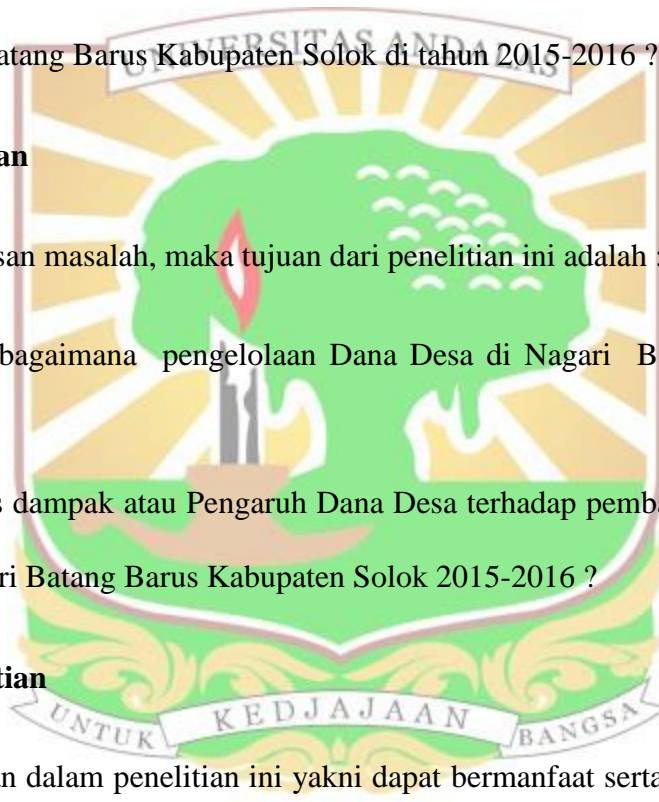 UNIVERSITAS ANDALAS
atang Barus Kabupaten Solok di tahun 2015-2016 ?
an
san masalah, maka tujuan dari penelitian ini adalah :
bagaimana pengelolaan Dana Desa di Nagari B
s dampak atau Pengaruh Dana Desa terhadap pemba
ri Batang Barus Kabupaten Solok 2015-2016 ?
tian
UNTUK KEDJAJAAN BANGSA
an dalam penelitian ini yakni dapat bermanfaat serta